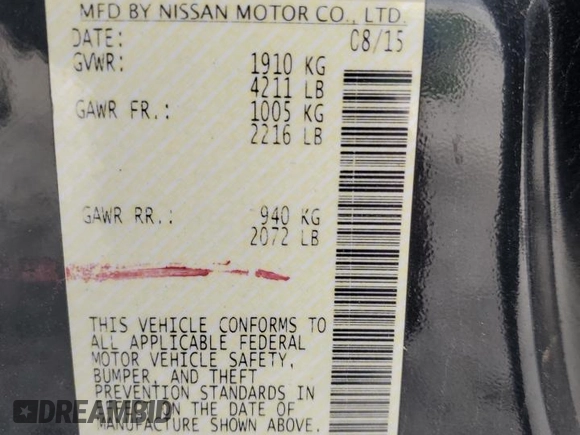 MFD BY NISSAN MOTOR CO., LTD.
DATE: 08/15
GVWR: 1910 KG
4211 LB
GAWR FR.: 1005 KG
2216 LB
GAWR RR.: 940 KG
2072 LB
THIS VEHICLE CONFORMS TO
ALL APPLICABLE FEDERAL
MOTOR VEHICLE SAFETY,
BUMPER, AND THEFT
PREVENTION STANDARDS IN
ON THE DATE OF
MANUFACTURE SHOWN ABOVE.
DREAMBID